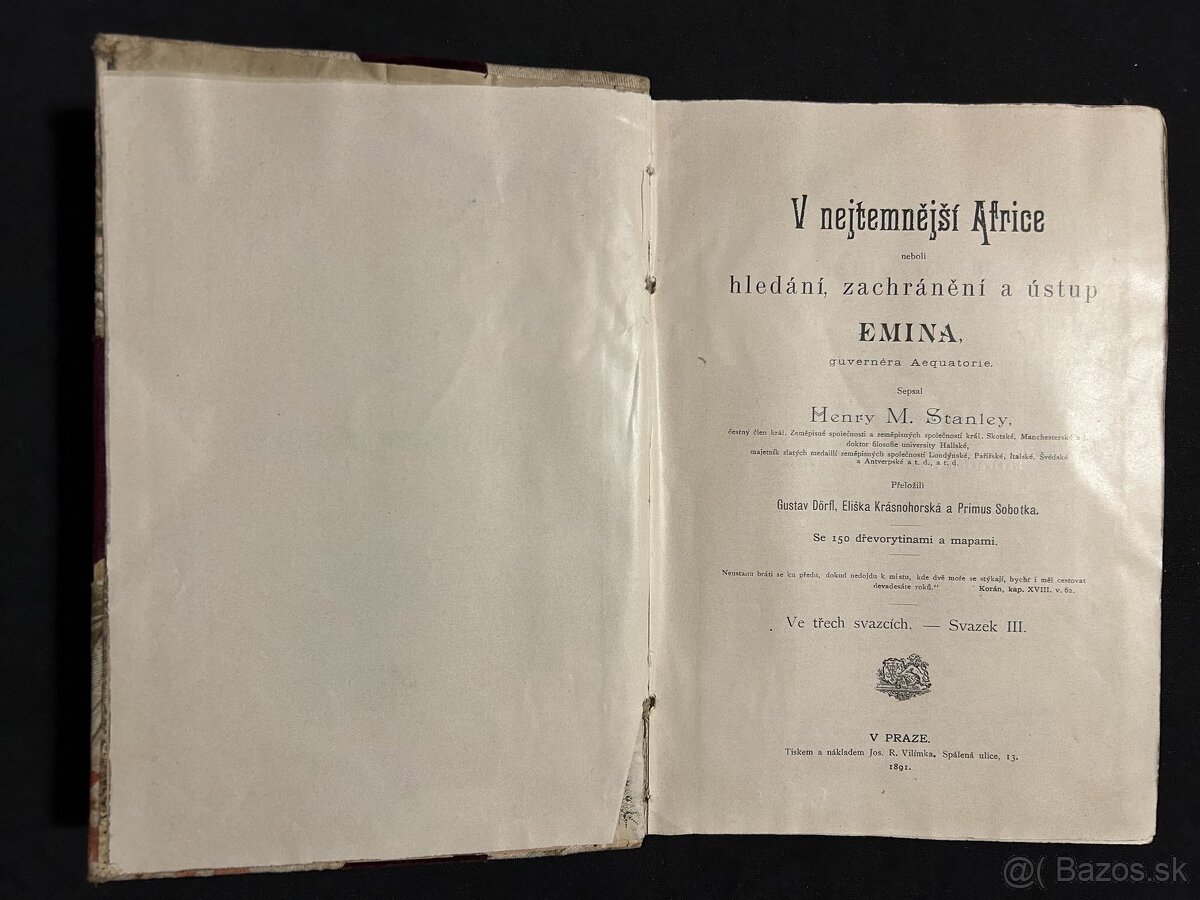 V nejtemnější Africe
neboli
hledání, zachránění a ústup
EMINA,
guvernéra Aequatorie.
Sepsal
Henry M. Stanley,
čestný člen král. Zeměpisné společnosti a zeměpisných společností král. Skotské, Manchesterské a j.
doktor filosofie university Hallské,
majetník zlatých medaillí zeměpisných společností Londýnské, Pařížské, Italské, Švédské
a Antverpské a t. d., a t. d.
Přeložili
Gustav Dörfl, Eliška Krásnohorská a Primus Sobotka.
Se 150 dřevorytinami a mapami.
Neustanu bráti se ku předu, dokud nedojdu k místu, kde dvě moře se stýkají, bychť i měl cestovat
devadesáte roků."   Korán, kap. XVIII. v. 62.
Ve třech svazcích. — Svazek III.
V PRAZE.
Tiskem a nákladem Jos. R. Vilímka. Spálená ulice, 13.
1891.
@( Bazos.sk